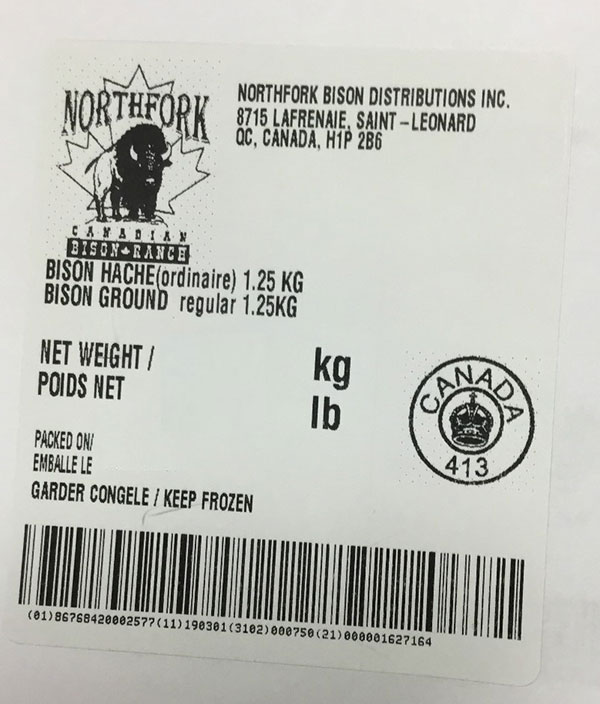 NORTHFORK
CANADIAN
BISON RANCH
NORTHFORK BISON DISTRIBUTIONS INC.
8715 LAFRENAIE, SAINT-LEONARD
QC, CANADA, H1P 2B6
BISON HACHE(ordinaire) 1.25 KG
BISON GROUND regular 1.25KG
NET WEIGHT /
POIDS NET
kg
lb
CANADA
413
PACKED ON/
EMBALLE LE
GARDER CONGELE / KEEP FROZEN
(01)86768420002577(11)190301(3102)000750(21)000001627164